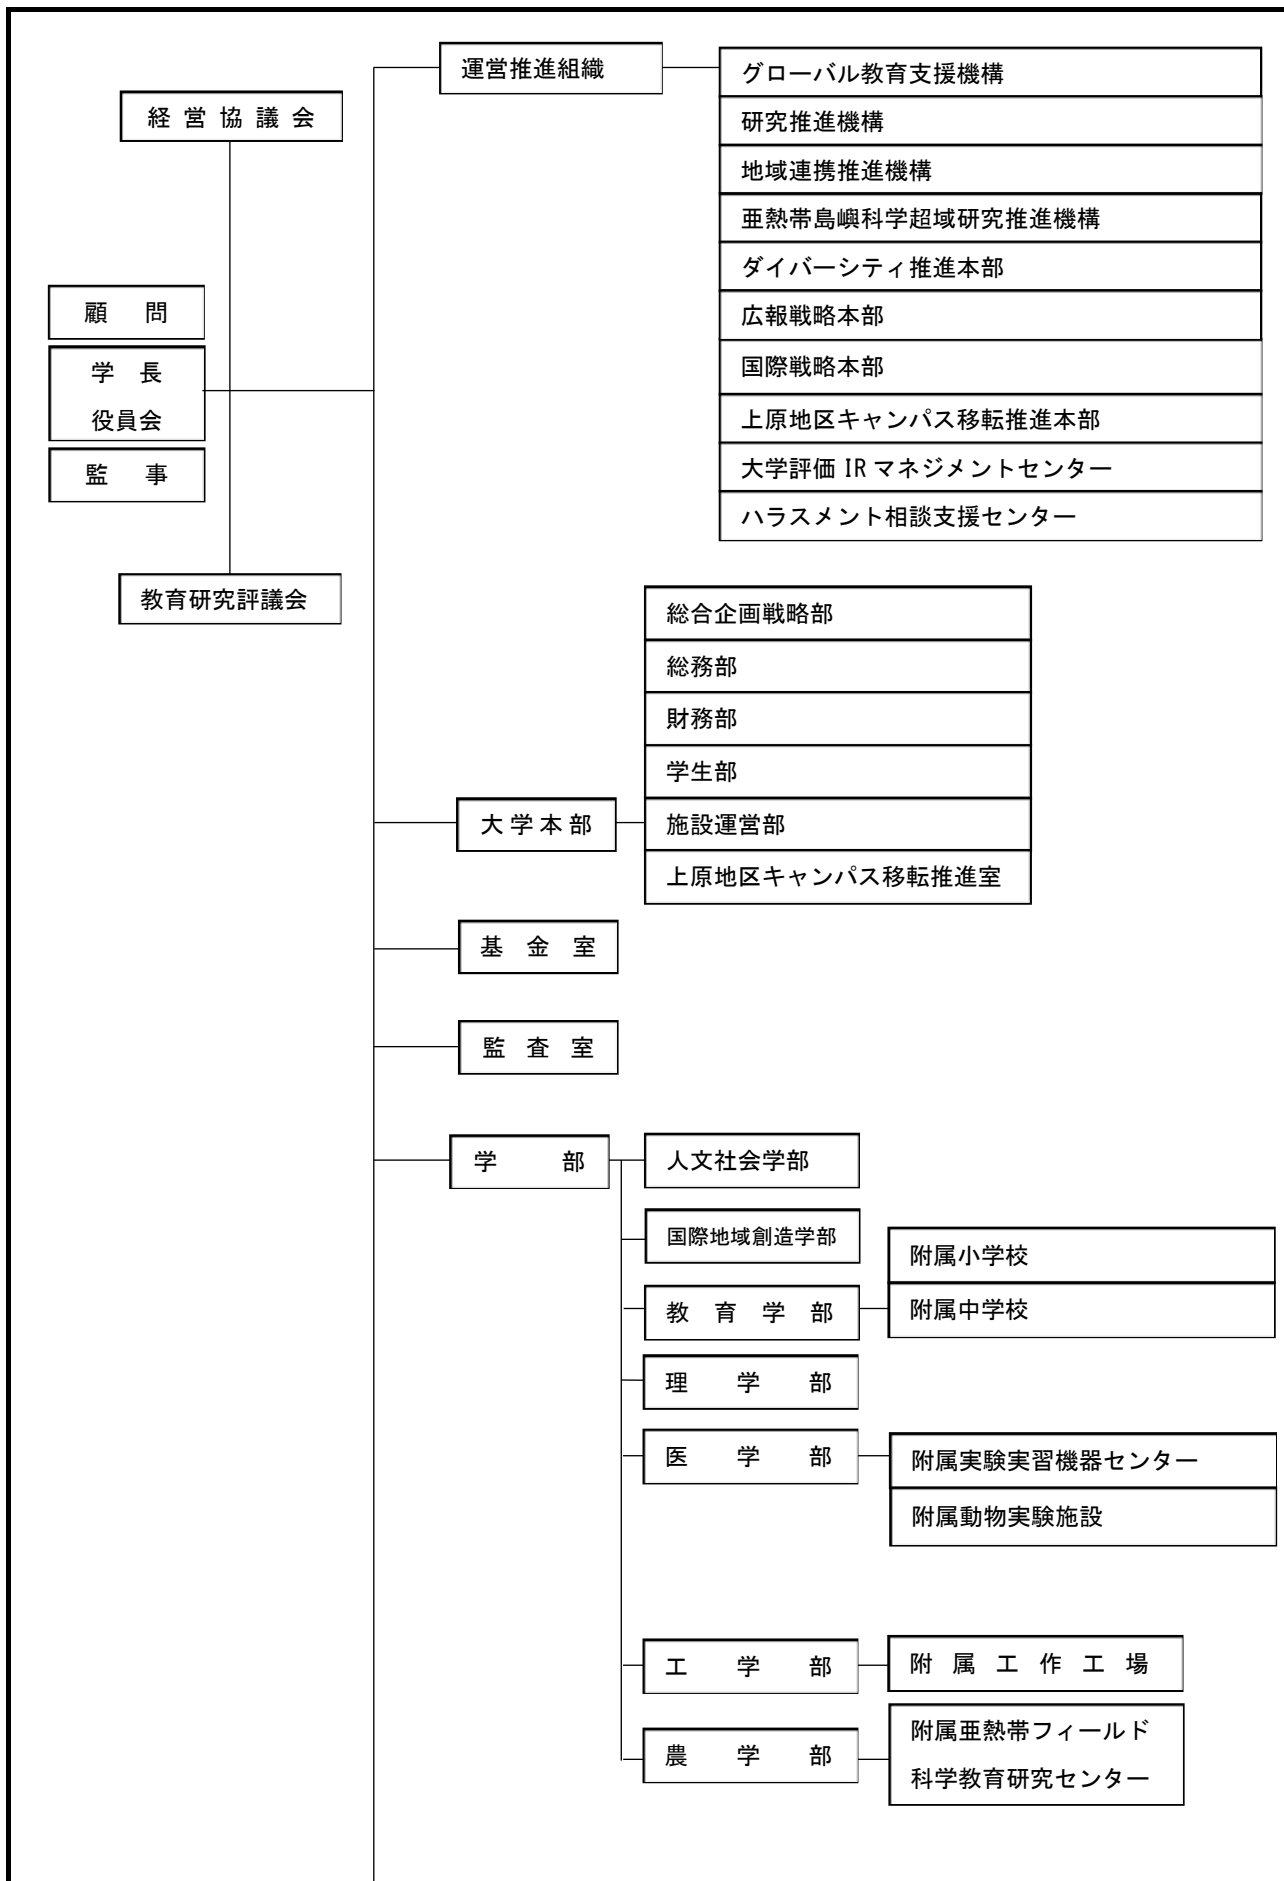 運営推進組織
グローバル教育支援機構
研究推進機構
地域連携推進機構
亜熱帯島嶼科学超域研究推進機構
ダイバーシティ推進本部
広報戦略本部
国際戦略本部
上原地区キャンパス移転推進本部
大学評価 IR マネジメントセンター
ハラスメント相談支援センター
経営協議会
顧問
学長
役員会
監事
教育研究評議会
総合企画戦略部
総務部
財務部
学生部
大学本部
施設運営部
上原地区キャンパス移転推進室
基金室
監査室
学部
人文社会学部
国際地域創造学部
教育学部
附属小学校
附属中学校
理学部
医学部
附属実験実習機器センター
附属動物実験施設
工学部
附属工作工場
農学部
附属亜熱帯フィールド
科学教育研究センター